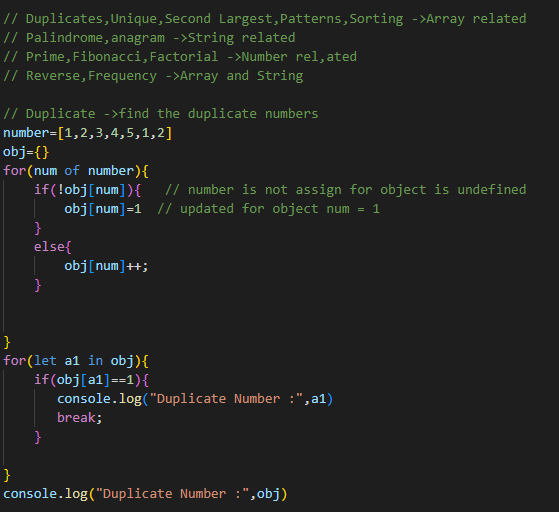 // Duplicates,Unique,Second Largest,Patterns,Sorting ->Array related
// Palindrome,anagram ->String related
// Prime,Fibonacci,Factorial ->Number rel,ated
// Reverse,Frequency ->Array and String
// Duplicate ->find the duplicate numbers
number=[1,2,3,4,5,1,2]
obj={}
for(num of number){
    if(!obj[num]){   // number is not assign for object is undefined
        obj[num]=1  // updated for object num = 1
    }
    else{
        obj[num]++;
    }
}
for(let a1 in obj){
    if(obj[a1]==1){
       console.log("Duplicate Number :",a1)
       break;
    }
}
console.log("Duplicate Number :",obj)